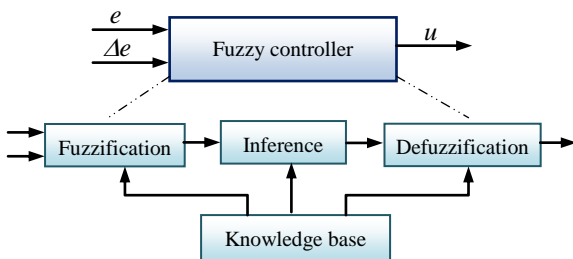 e
Δe
Fuzzy controller
u
Fuzzification
Inference
Defuzzification
Knowledge base